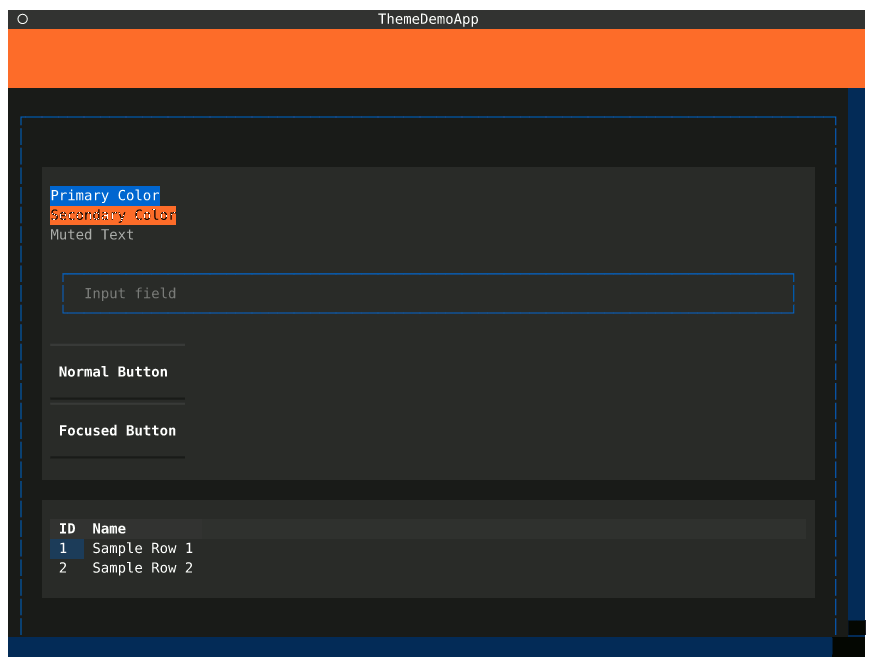 ThemeDemoApp
Primary Color
Secondary Color
Muted Text
Input field
Normal Button
Focused Button
ID Name
1 Sample Row 1
2 Sample Row 2